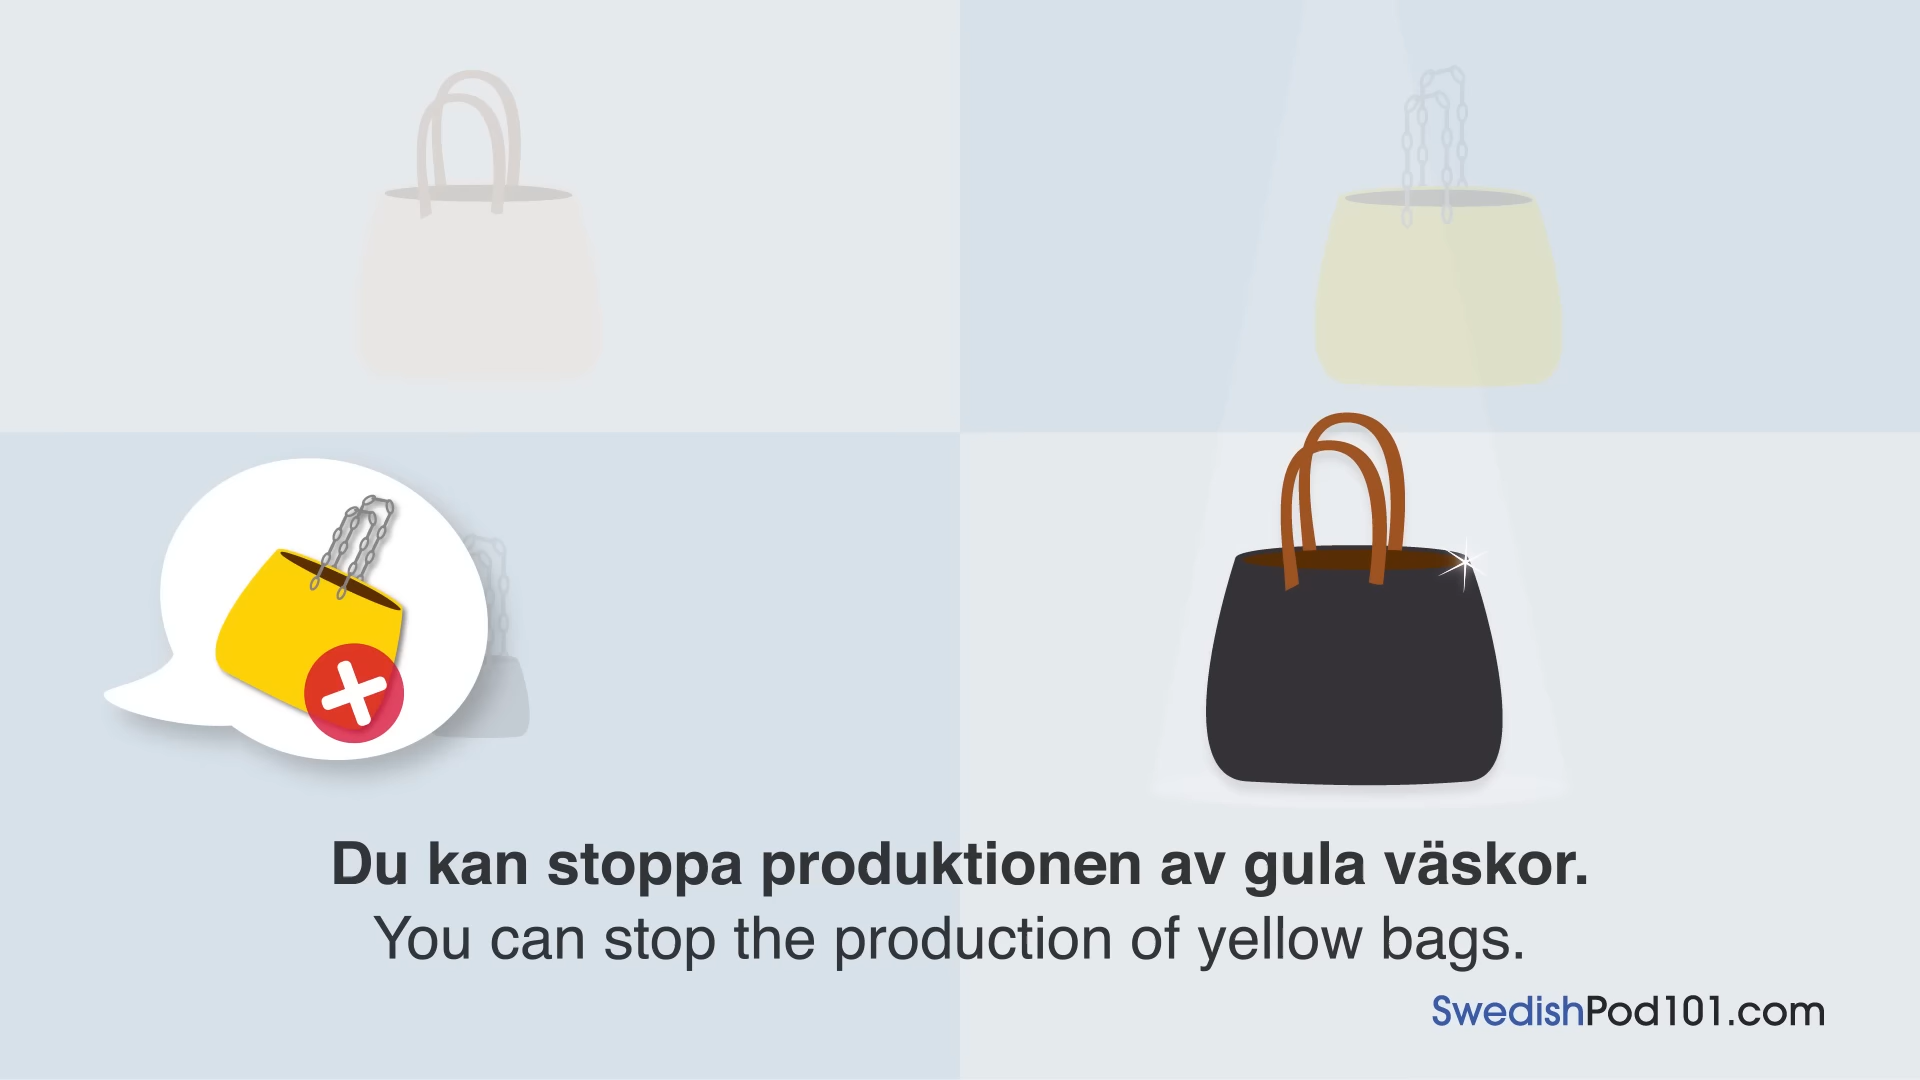 Du kan stoppa produktionen av gula väskor.
You can stop the production of yellow bags.
SwedishPod101.com